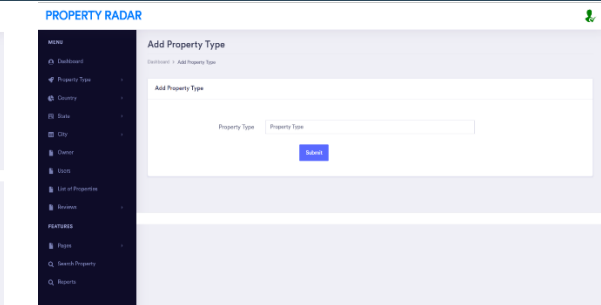 PROPERTY RADAR
MENU
Dashboard
Property Type
Country
State
City
Owner
Users
List of Properties
Reviews
FEATURES
Pages
Search Property
Reports
Add Property Type
Dashboard > Add Property Type
Add Property Type
Property Type Property Type
Submit